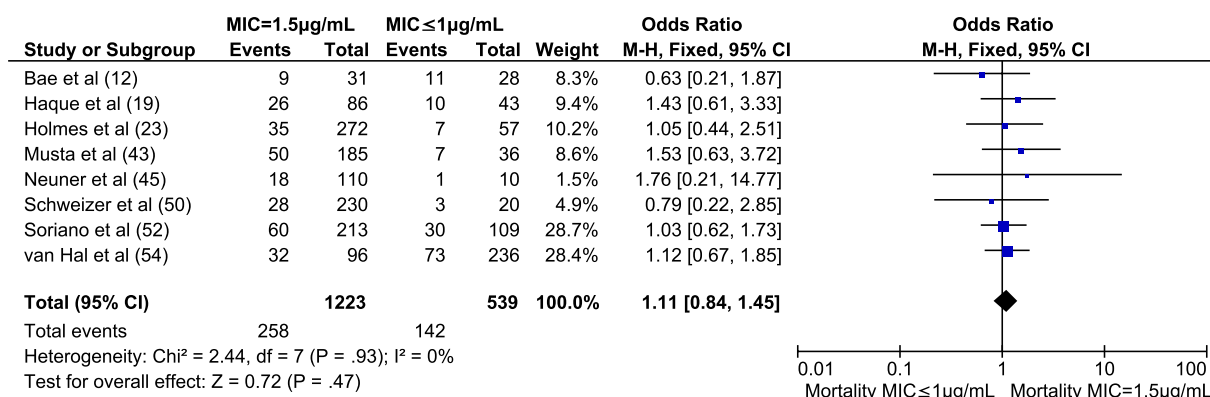 MIC=1.5µg/mL MIC≤1µg/mL Odds Ratio Odds Ratio
Study or Subgroup Events Total Events Total Weight M-H, Fixed, 95% CI M-H, Fixed, 95% CI
Bae et al (12) 9 31 11 28 8.3% 0.63 [0.21, 1.87]
Haque et al (19) 26 86 10 43 9.4% 1.43 [0.61, 3.33]
Holmes et al (23) 35 272 7 57 10.2% 1.05 [0.44, 2.51]
Musta et al (43) 50 185 7 36 8.6% 1.53 [0.63, 3.72]
Neuner et al (45) 18 110 1 10 1.5% 1.76 [0.21, 14.77]
Schweizer et al (50) 28 230 3 20 4.9% 0.79 [0.22, 2.85]
Soriano et al (52) 60 213 30 109 28.7% 1.03 [0.62, 1.73]
van Hal et al (54) 32 96 73 236 28.4% 1.12 [0.67, 1.85]
Total (95% CI) 1223 539 100.0% 1.11 [0.84, 1.45]
Total events 258 142
Heterogeneity: Chi² = 2.44, df = 7 (P = .93); I² = 0%
Test for overall effect: Z = 0.72 (P = .47)
0.01 0.1 1 10 100
Mortality MIC≤1µg/mL Mortality MIC=1.5µg/mL